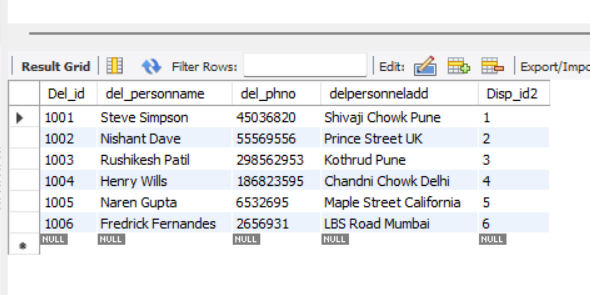 Result Grid Filter Rows: Edit: Export/Impo
Del_id del_personname del_phno delpersonneladd Disp_id2
1001 Steve Simpson 45036820 Shivaji Chowk Pune 1
1002 Nishant Dave 55569556 Prince Street UK 2
1003 Rushikesh Patil 298562953 Kothrud Pune 3
1004 Henry Wills 186823595 Chandni Chowk Delhi 4
1005 Naren Gupta 6532695 Maple Street California 5
1006 Fredrick Fernandes 2656931 LBS Road Mumbai 6
NULL NULL NULL NULL NULL